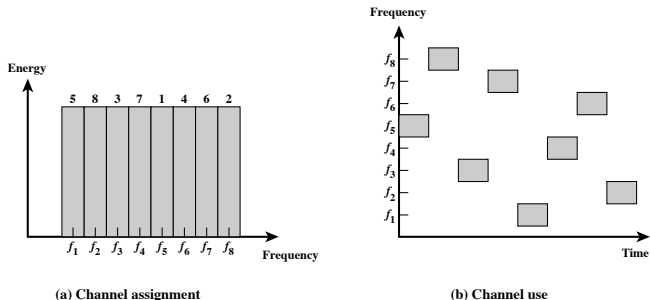 Energy
5 8 3 7 1 4 6 2
f1 f2 f3 f4 f5 f6 f7 f8
Frequency
(a) Channel assignment
Frequency
f8
f7
f6
f5
f4
f3
f2
f1
Time
(b) Channel use